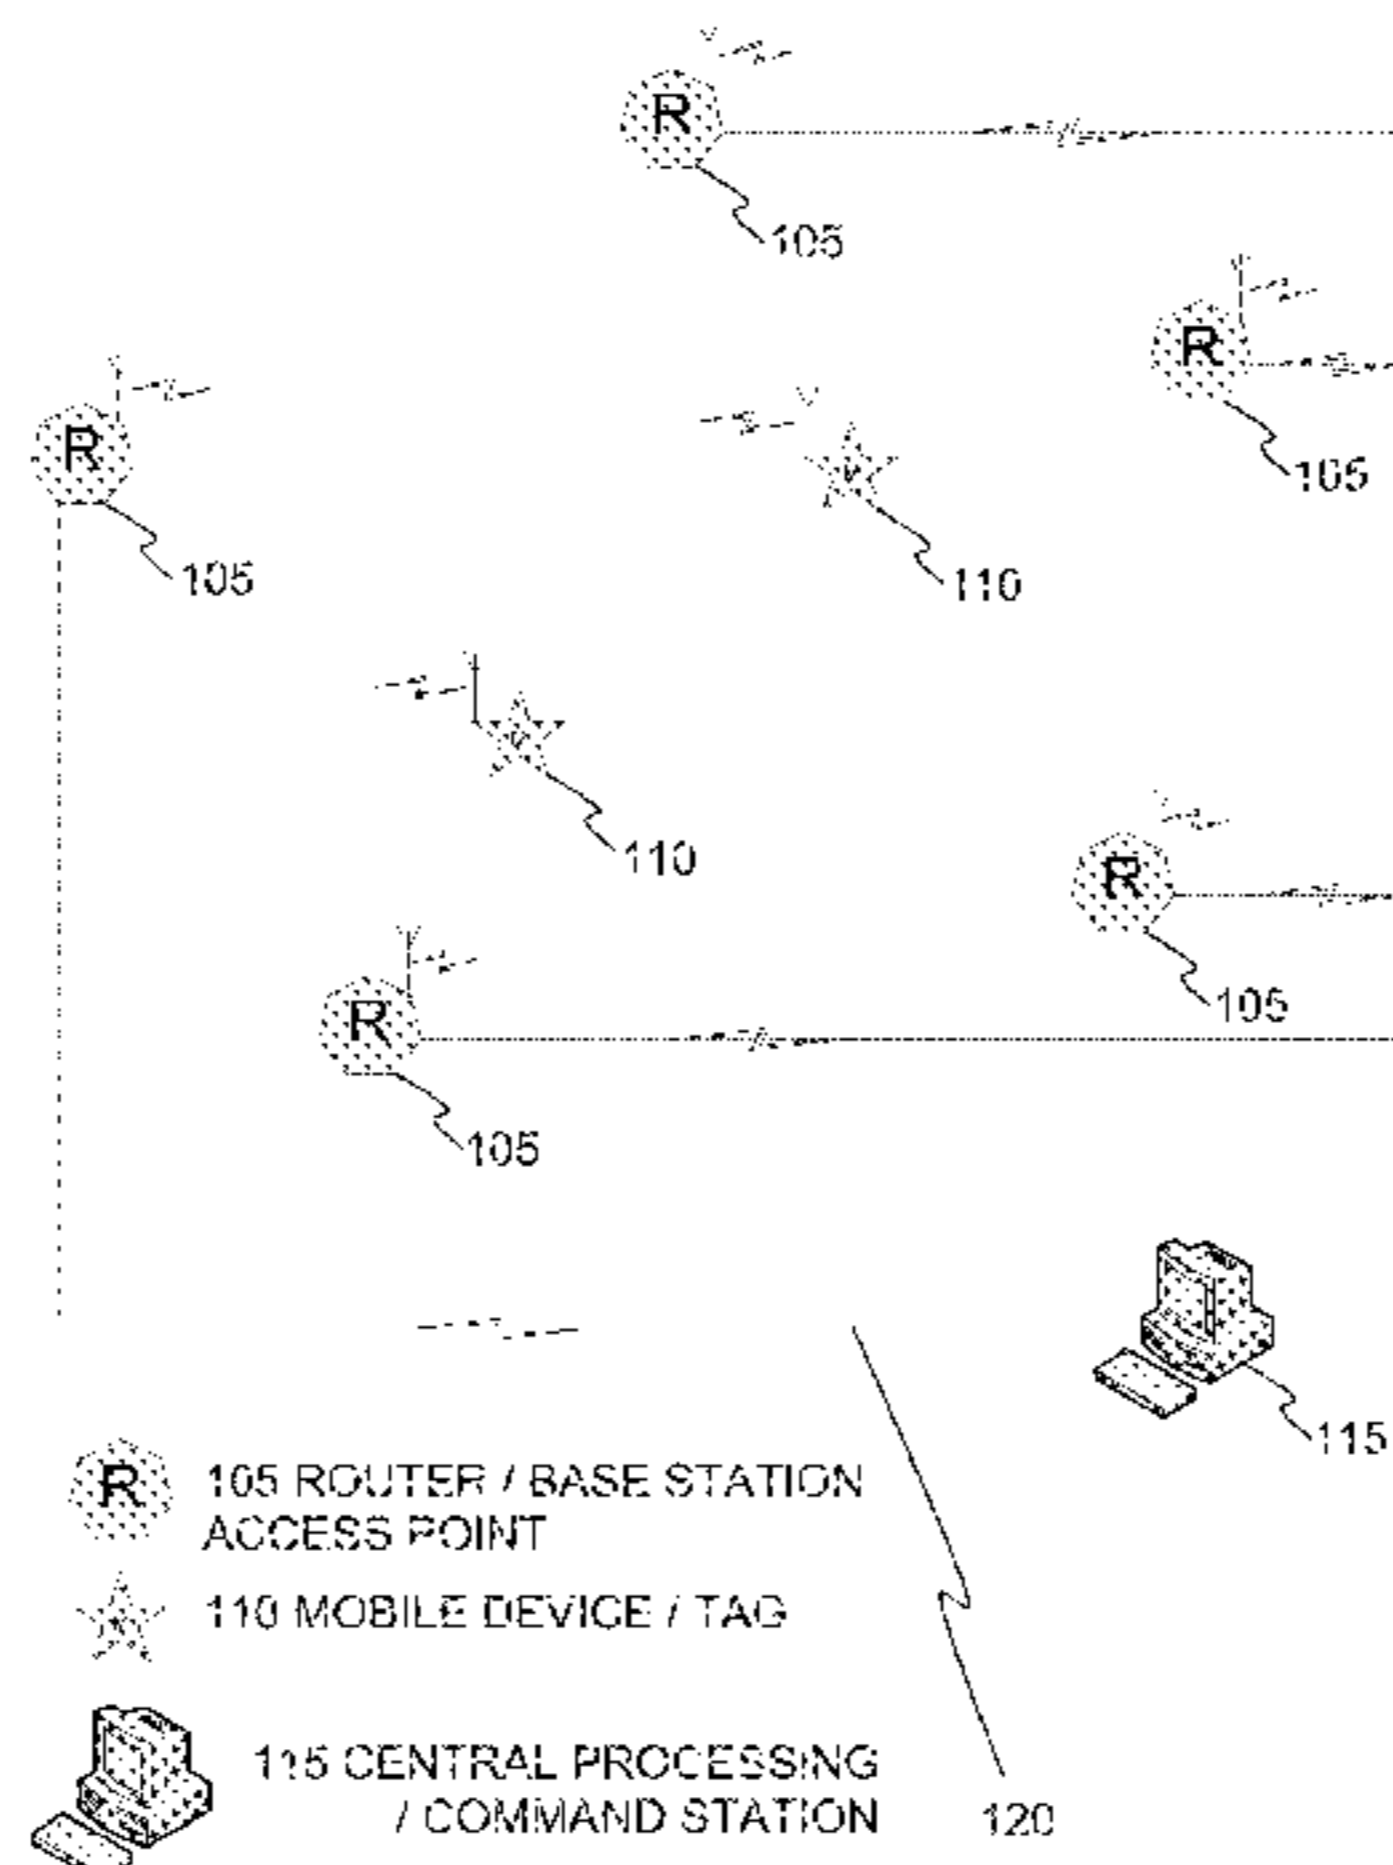 R
105
R
105
R
105
110
110
R
105
R
105
115
R
105 ROUTER / BASE STATION
ACCESS POINT
110 MOBILE DEVICE / TAG
115 CENTRAL PROCESSING
/ COMMAND STATION
120